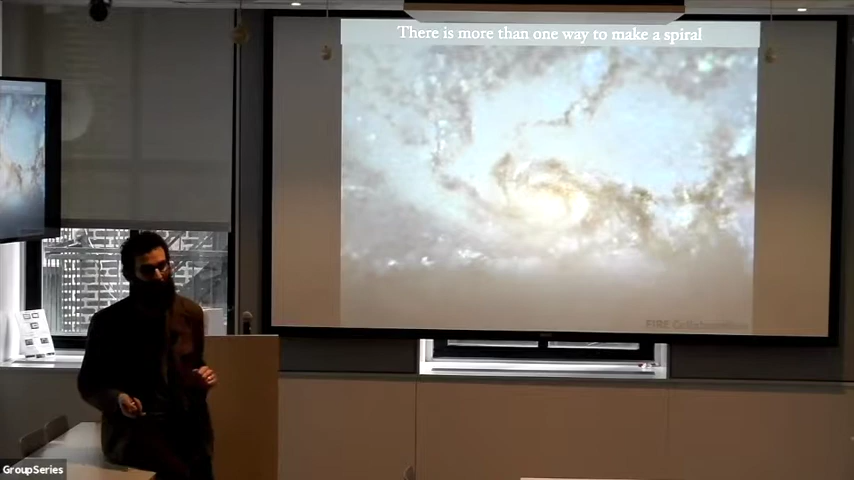 There is more than one way to make a spiral
FIRE Collaboration
GroupSeries